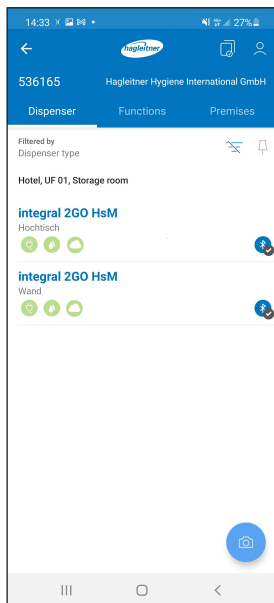 14:33
27%
hagleitner
536165 Hagleitner Hygiene International GmbH
Dispenser Functions Premises
Filtered by
Dispenser type
Hotel, UF 01, Storage room
integral 2GO HsM
Hochtisch
integral 2GO HsM
Wand